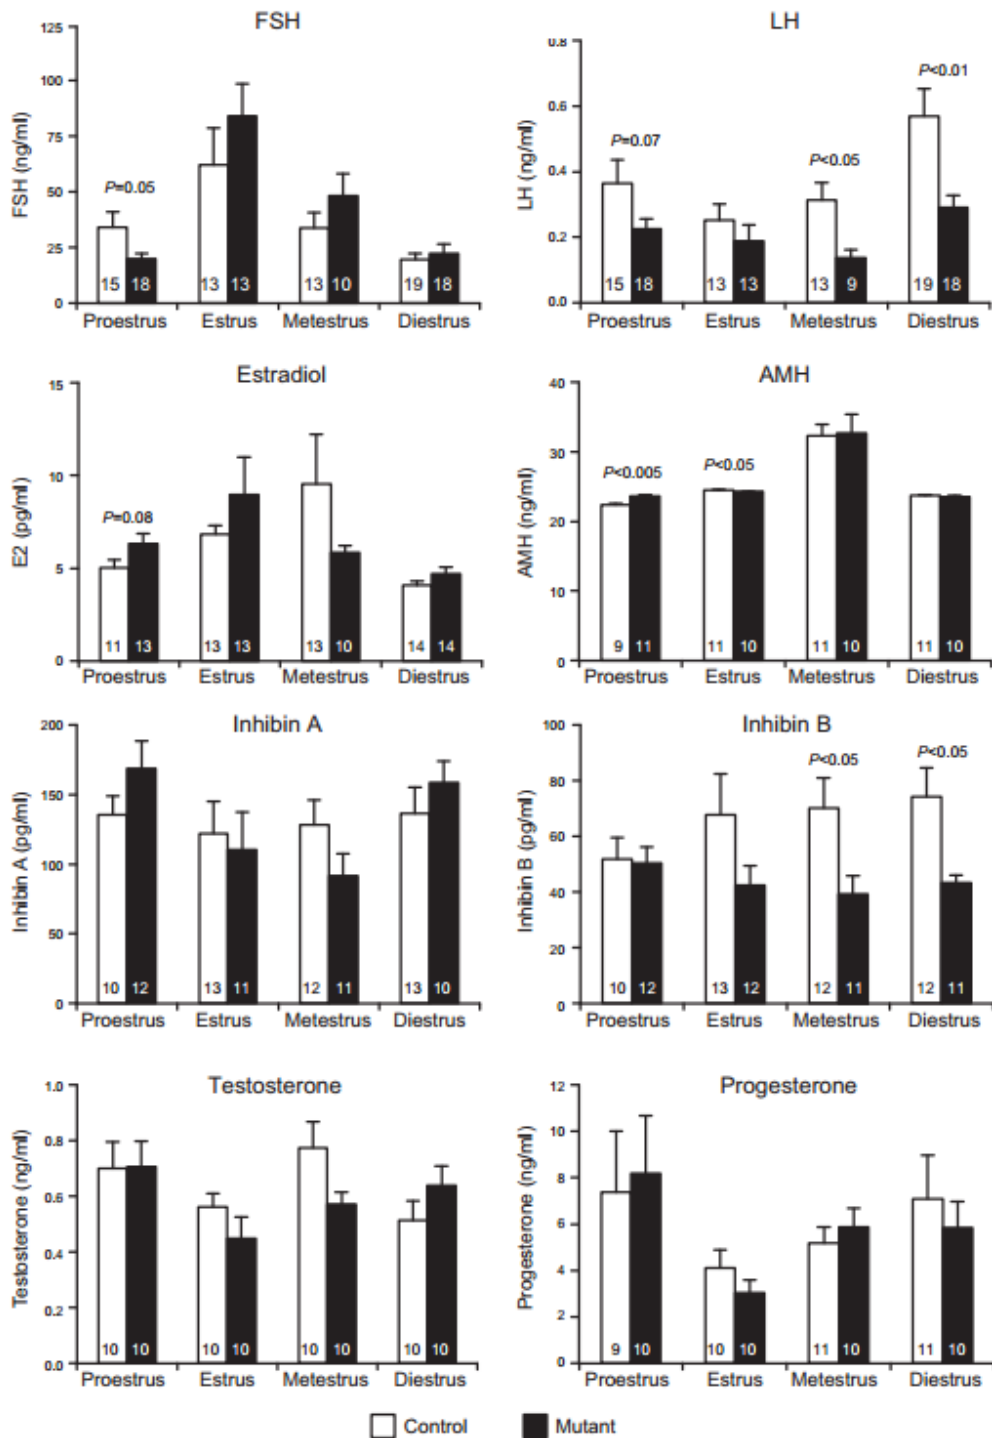 FSH
FSH (ng/ml)
125
100
75
50
25
0
P=0.05
15 18 13 13 13 10 19 18
Proestrus Estrus Metestrus Diestrus
LH
LH (ng/ml)
0.8
0.6
0.4
0.2
0.0
P=0.07
P<0.05
P<0.01
15 18 13 13 13 9 19 18
Proestrus Estrus Metestrus Diestrus
Estradiol
E2 (pg/ml)
15
10
5
0
P=0.08
11 13 13 13 13 10 14 14
Proestrus Estrus Metestrus Diestrus
AMH
AMH (ng/ml)
40
30
20
10
0
P<0.005
P<0.05
9 11 11 10 11 10 11 10
Proestrus Estrus Metestrus Diestrus
Inhibin A
Inhibin A (pg/ml)
200
150
100
50
0
10 12 13 11 12 11 13 10
Proestrus Estrus Metestrus Diestrus
Inhibin B
Inhibin B (pg/ml)
100
80
60
40
20
0
P<0.05
P<0.05
10 12 13 12 12 11 12 11
Proestrus Estrus Metestrus Diestrus
Testosterone
Testosterone (ng/ml)
1.0
0.8
0.6
0.4
0.2
0.0
10 10 10 10 10 10 10 10
Proestrus Estrus Metestrus Diestrus
Progesterone
Progesterone (ng/ml)
12
10
8
6
4
2
0
9 10 10 10 11 10 11 10
Proestrus Estrus Metestrus Diestrus
Control Mutant